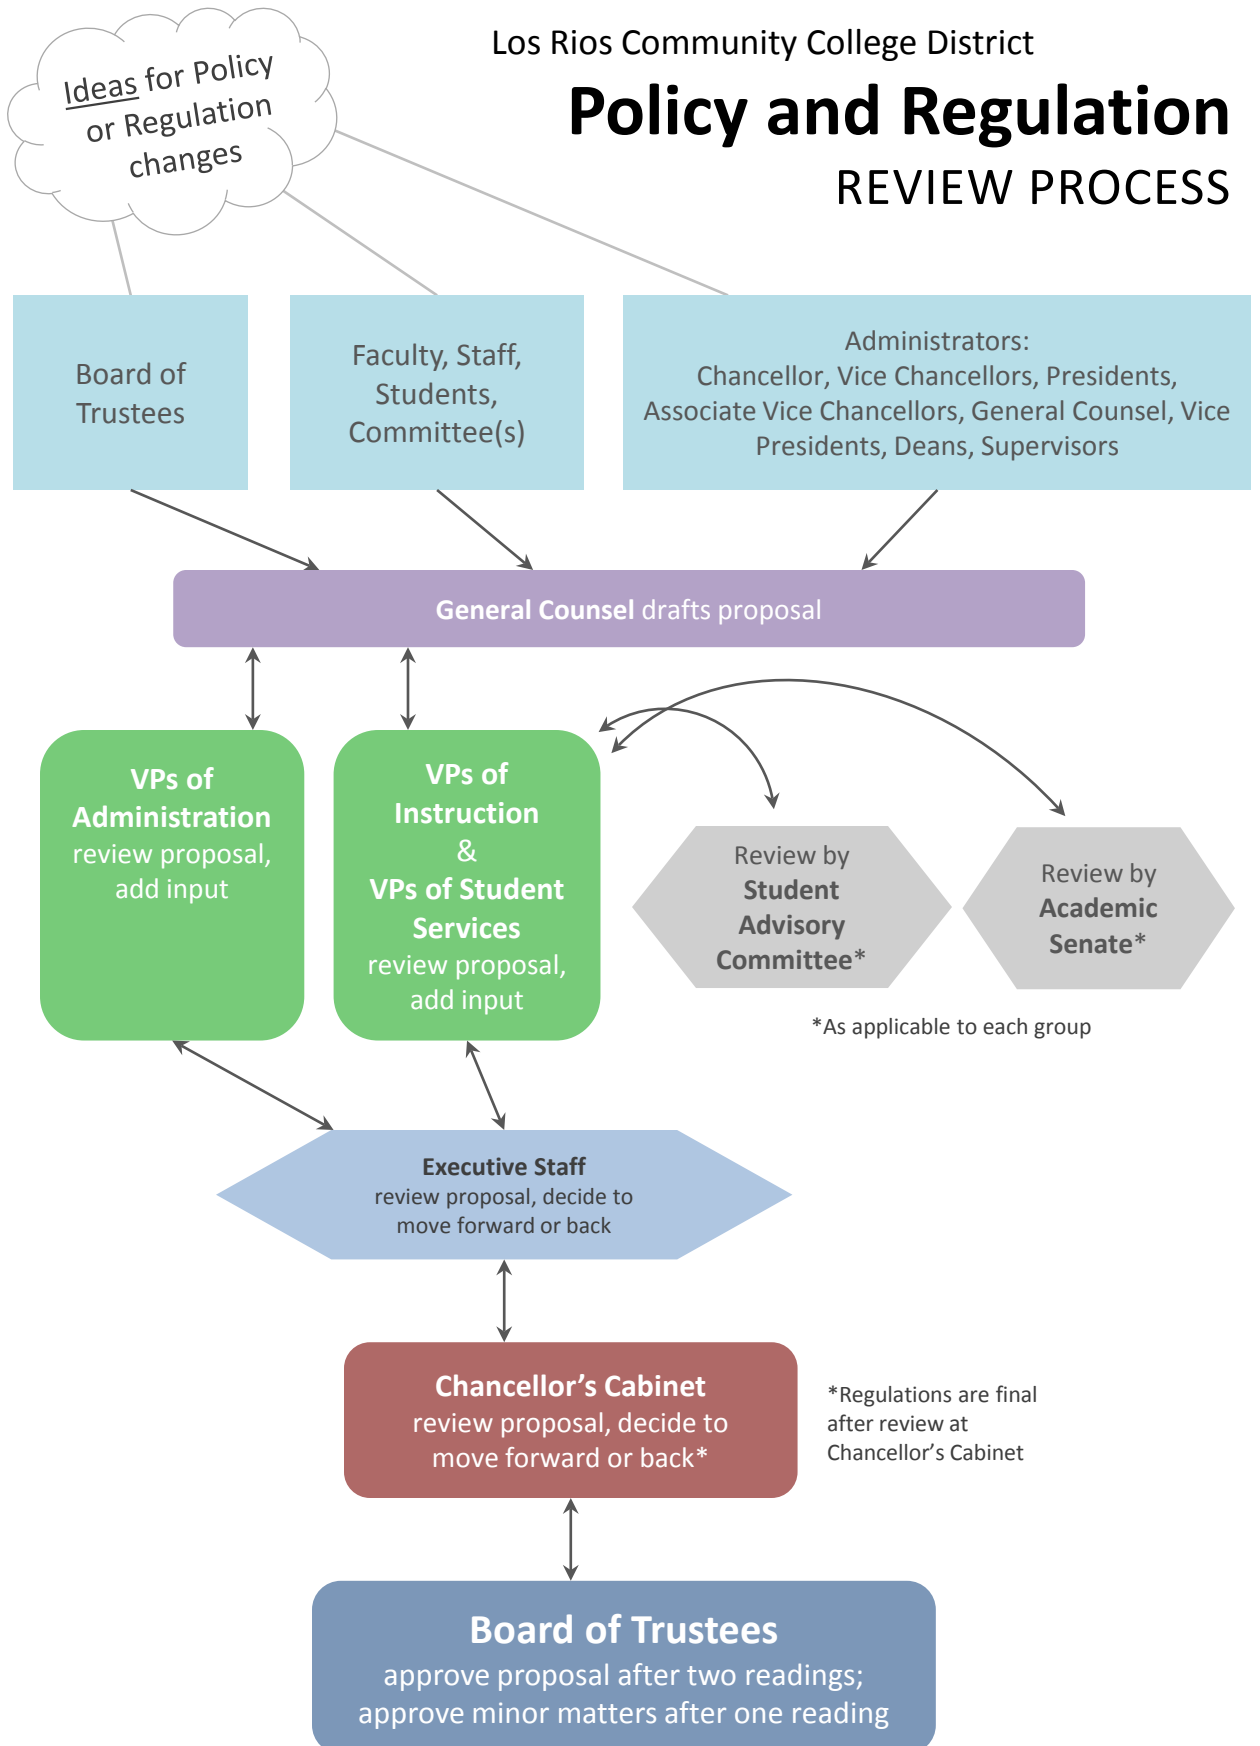 Los Rios Community College District
Policy and Regulation
REVIEW PROCESS
Ideas for Policy
or Regulation
changes
Board of
Trustees
Faculty, Staff,
Students,
Committee(s)
Administrators:
Chancellor, Vice Chancellors, Presidents,
Associate Vice Chancellors, General Counsel, Vice
Presidents, Deans, Supervisors
General Counsel drafts proposal
VPs of
Administration
review proposal,
add input
VPs of
Instruction
&
VPs of Student
Services
review proposal,
add input
Review by
Student
Advisory
Committee*
Review by
Academic
Senate*
*As applicable to each group
Executive Staff
review proposal, decide to
move forward or back
Chancellor’s Cabinet
review proposal, decide to
move forward or back*
*Regulations are final
after review at
Chancellor’s Cabinet
Board of Trustees
approve proposal after two readings;
approve minor matters after one reading